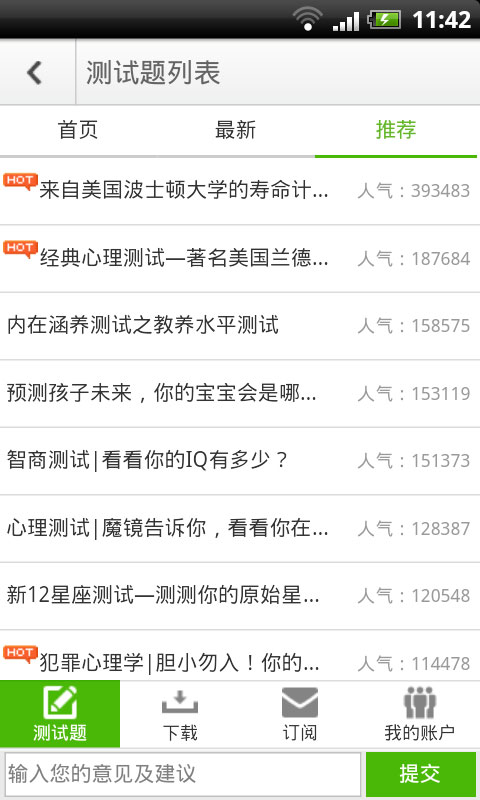 11:42
测试题列表
首页 最新 推荐
HOT 来自美国波士顿大学的寿命计... 人气：393483
HOT 经典心理测试—著名美国兰德... 人气：187684
内在涵养测试之教养水平测试 人气：158575
预测孩子未来，你的宝宝会是哪... 人气：153119
智商测试|看看你的IQ有多少？ 人气：151373
心理测试|魔镜告诉你，看看你在... 人气：128387
新12星座测试—测测你的原始星... 人气：120548
HOT 犯罪心理学|胆小勿入！你的... 人气：114478
测试题 下载 订阅 我的账户
输入您的意见及建议 提交